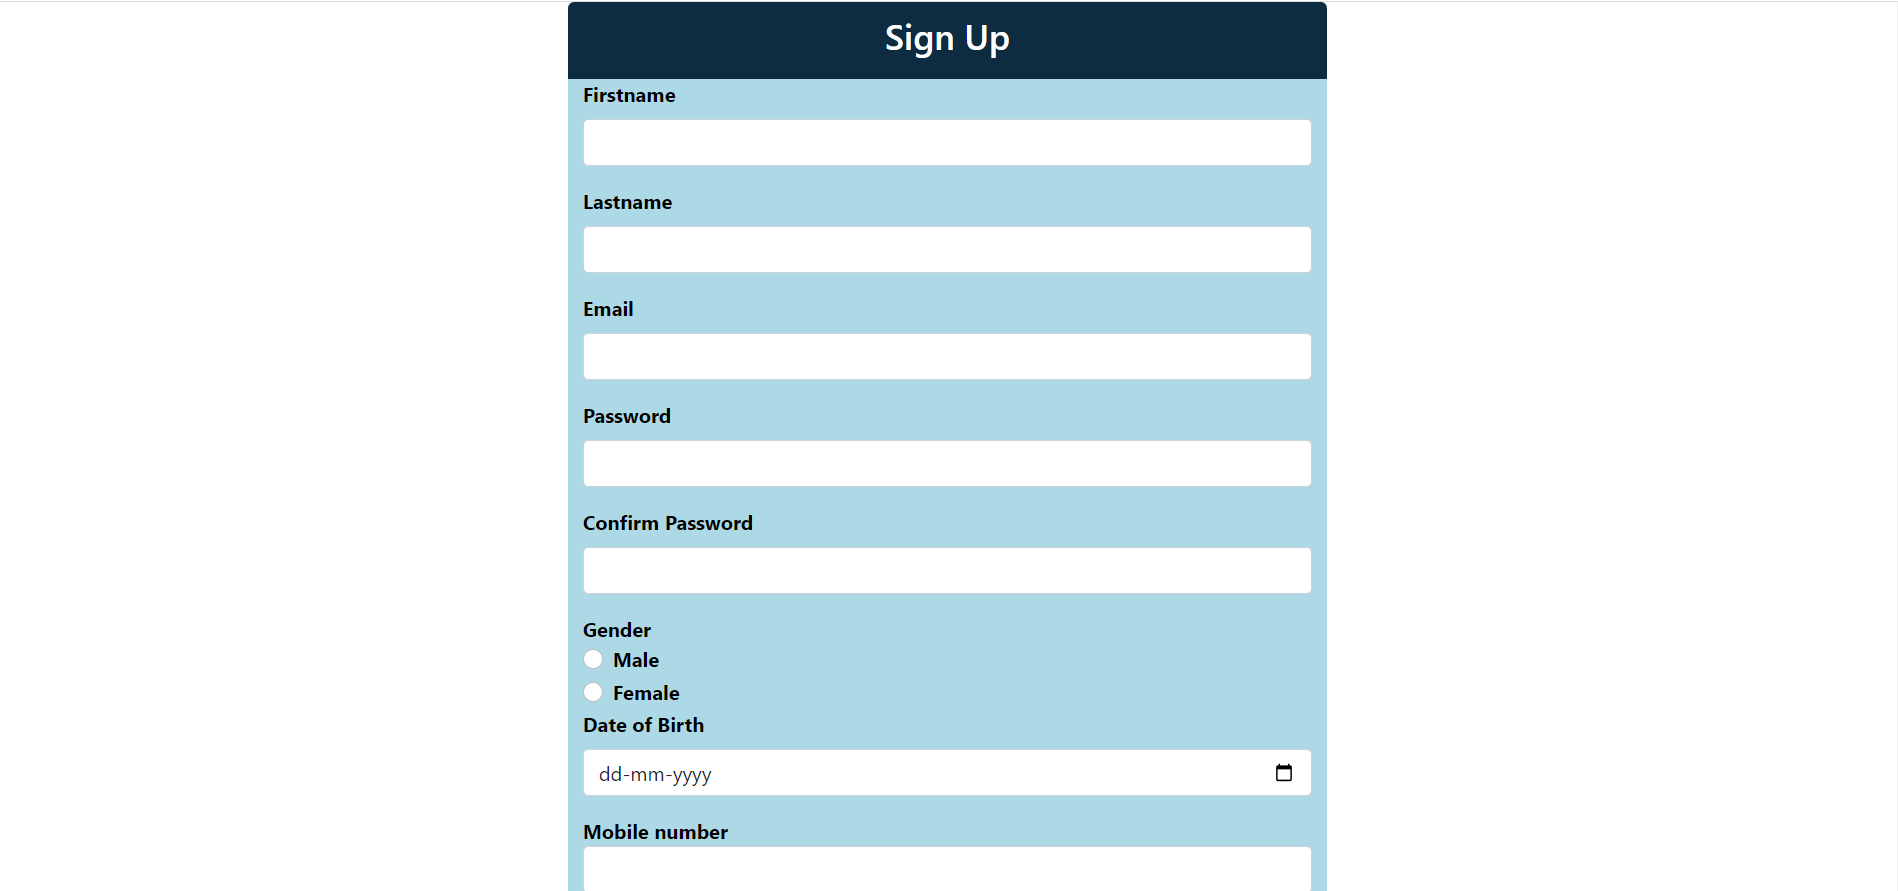 Sign Up
Firstname
Lastname
Email
Password
Confirm Password
Gender
Male
Female
Date of Birth
dd-mm-yyyy
Mobile number